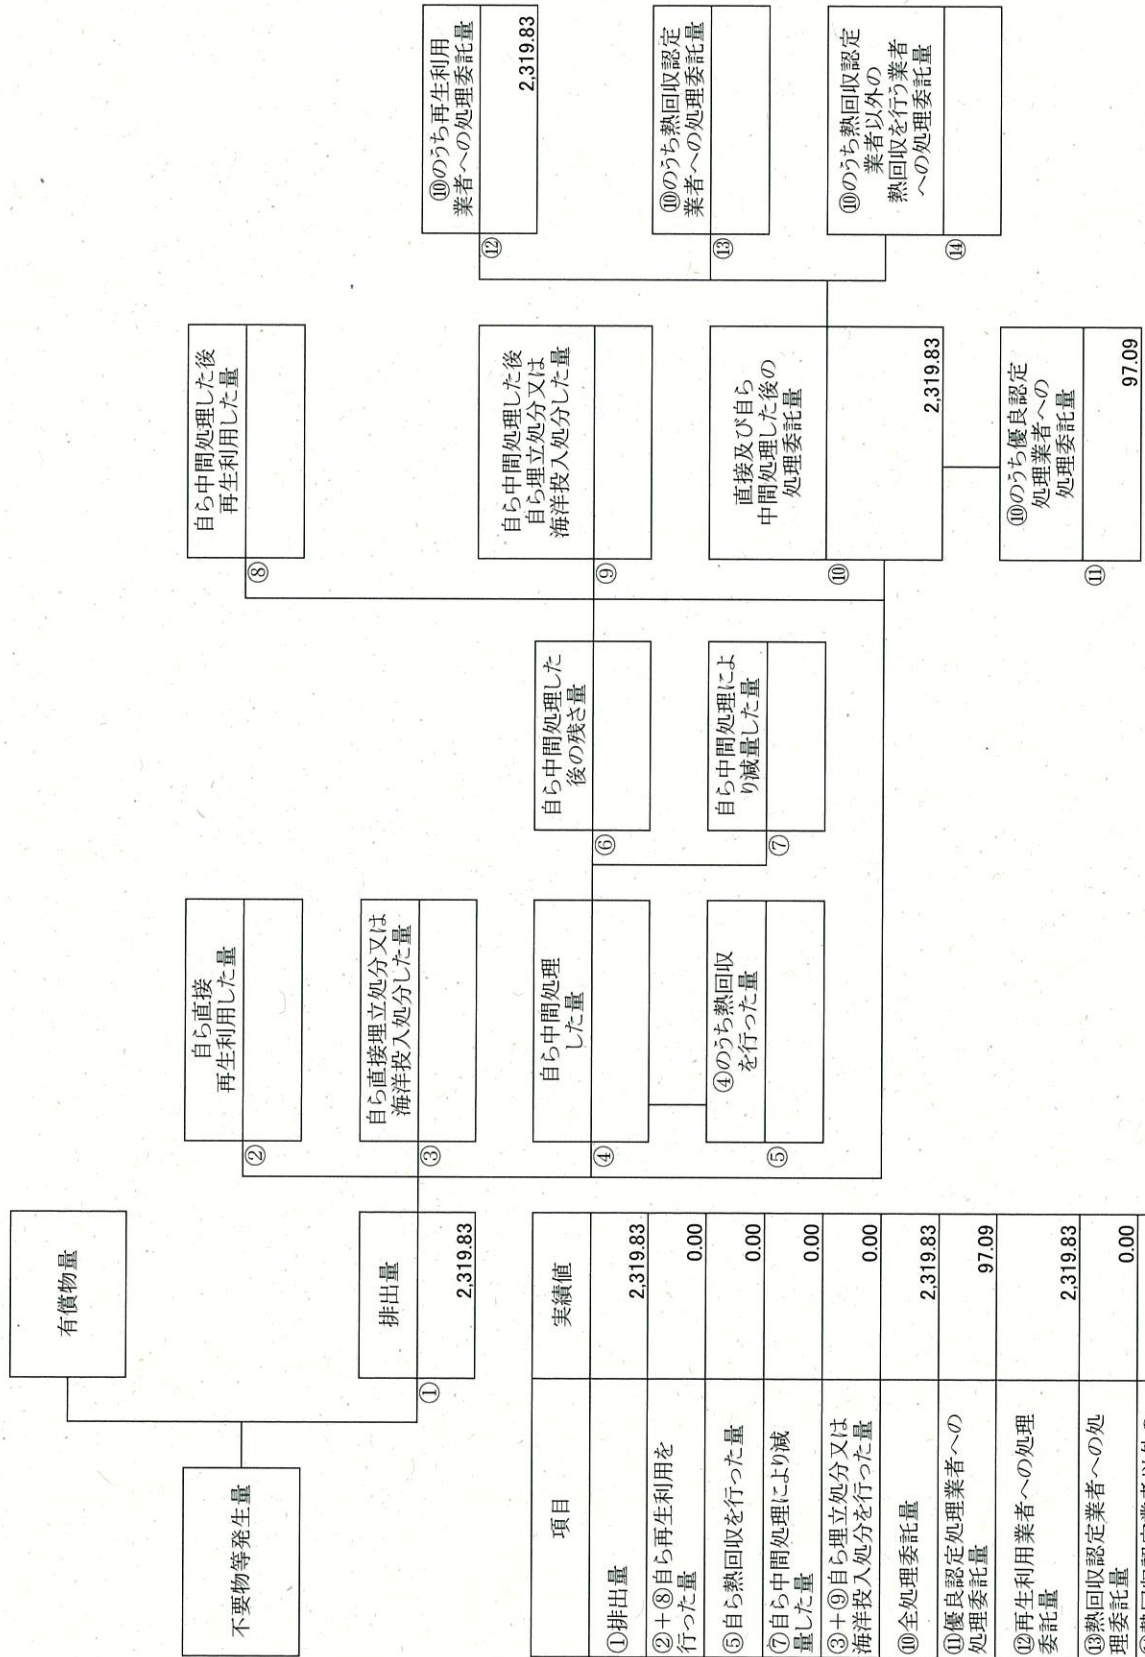 不要物等発生量
有償物量
①
排出量
2,319.83
②
自ら直接
再生利用した量
③
自ら直接埋立処分又は
海洋投入処分した量
④
自ら中間処理
した量
⑤
④のうち熱回収
を行った量
⑥
自ら中間処理した
後の残さ量
⑦
自ら中間処理によ
り減量した量
⑧
自ら中間処理した後
再生利用した量
⑨
自ら中間処理した後
自ら埋立処分又は
海洋投入処分した量
⑩
直接及び自ら
中間処理した後の
処理委託量
2,319.83
⑪
⑩のうち優良認定
処理業者への
処理委託量
97.09
⑫
⑩のうち再生利用
業者への処理委託量
2,319.83
⑬
⑩のうち熱回収認定
業者への処理委託量
⑭
⑩のうち熱回収認定
業者以外の
熱回収を行う業者
への処理委託量
項目 実績値
①排出量 2,319.83
②+⑧自ら再生利用を
行った量 0.00
⑤自ら熱回収を行った量 0.00
⑦自ら中間処理により減
量した量 0.00
③+⑨自ら埋立処分又は
海洋投入処分を行った量 0.00
⑩全処理委託量 2,319.83
⑪優良認定処理業者への
処理委託量 97.09
⑫再生利用業者への処理
委託量 2,319.83
⑬熱回収認定業者への処
理委託量 0.00